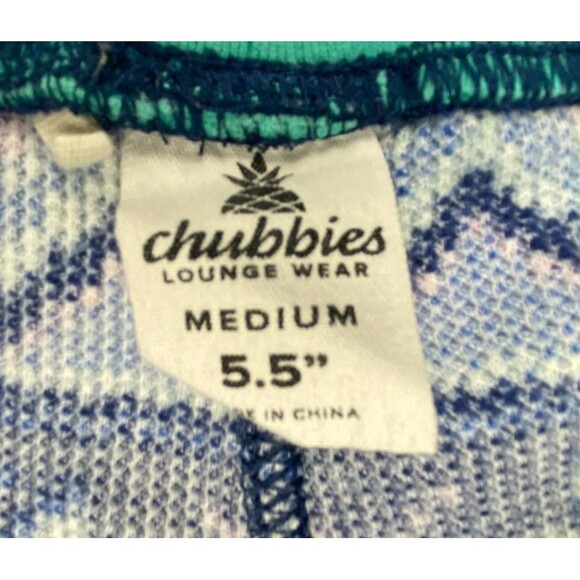 chubbies
LOUNGE WEAR
MEDIUM
5.5"
IN CHINA